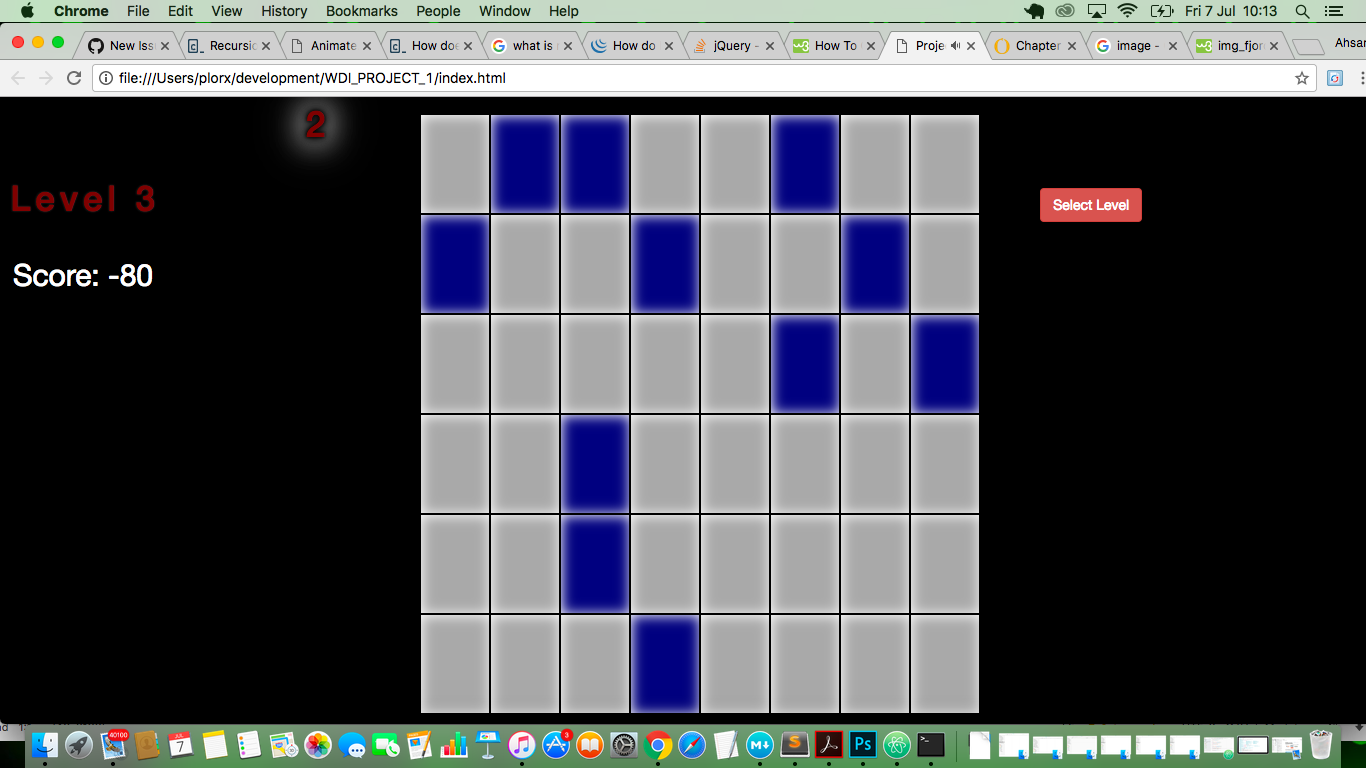 Chrome File Edit View History Bookmarks People Window Help Fri 7 Jul 10:13
New Iss Recursio Animate How doe what is How do jQuery - How To Proje Chapter image - img_fjor Ahsan
file:///Users/plorx/development/WDI_PROJECT_1/index.html
2
Level 3
Select Level
Score: -80
40100
JUL
7
3